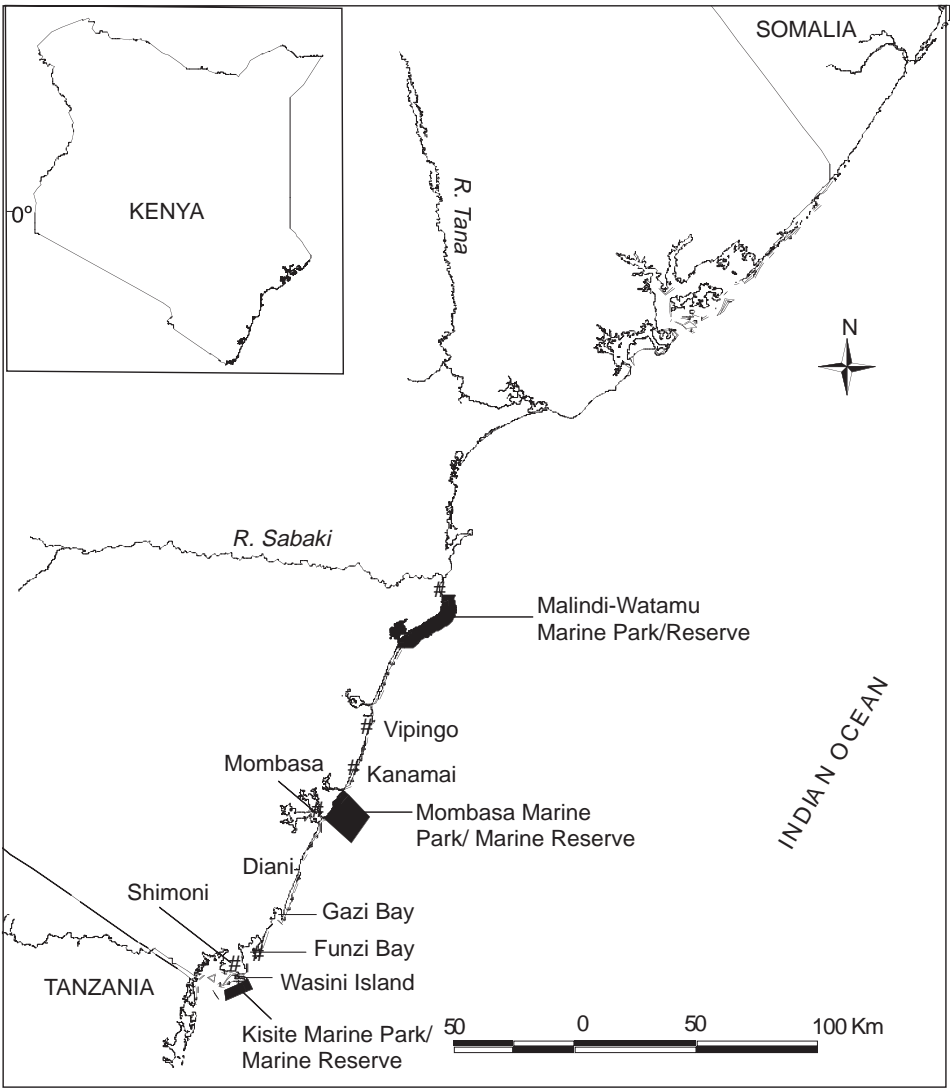 SOMALIA
R. Tana
0º
KENYA
N
R. Sabaki
#
Malindi-Watamu
Marine Park/Reserve
INDIAN OCEAN
# Vipingo
Mombasa
# Kanamai
#
Mombasa Marine
Park/ Marine Reserve
Diani
Shimoni
Gazi Bay
# Funzi Bay
#
Wasini Island
TANZANIA
Kisite Marine Park/
Marine Reserve
50 0 50 100 Km